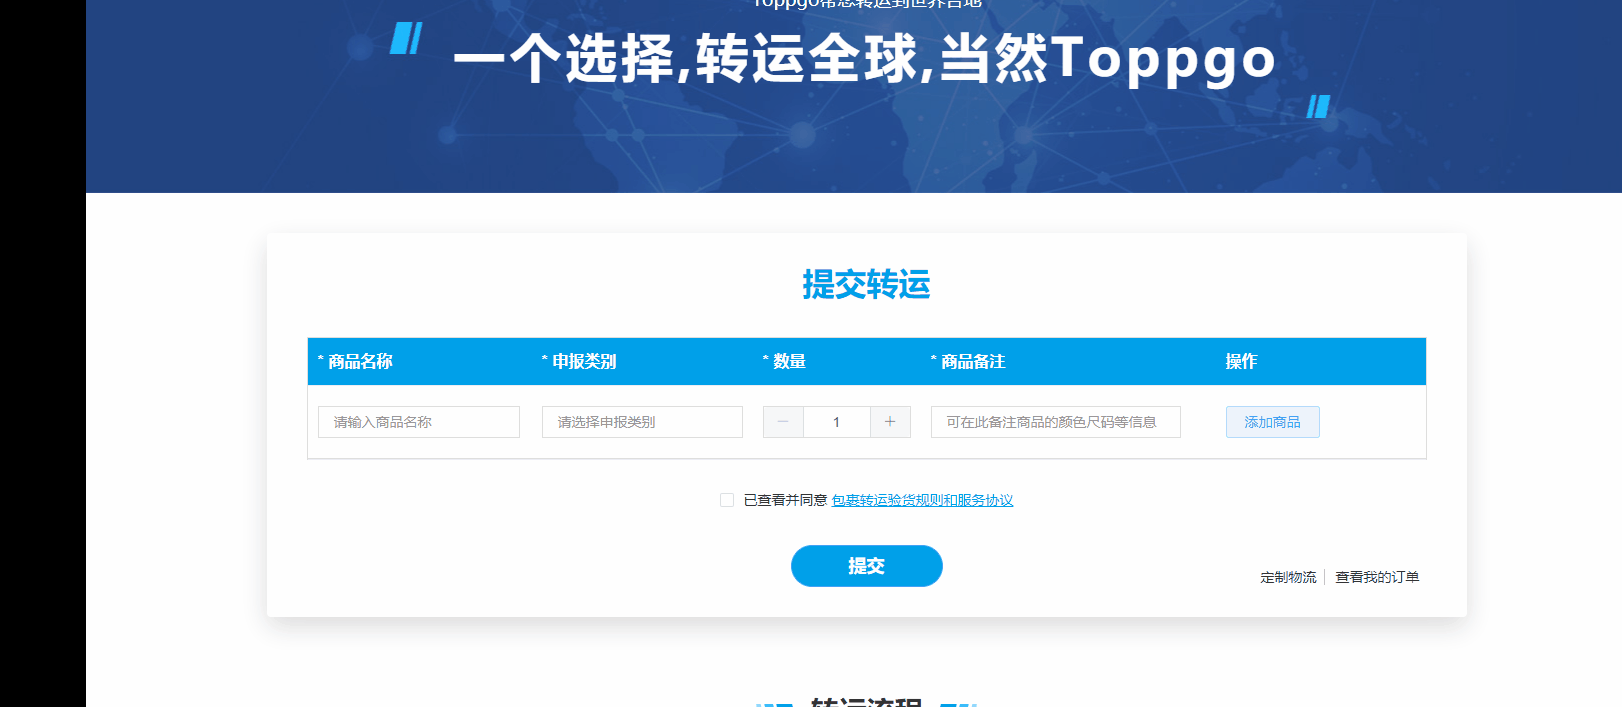 Toppgo帮您转运到世界各地
一个选择,转运全球,当然Toppgo
提交转运
* 商品名称 * 申报类别 * 数量 * 商品备注 操作
请输入商品名称 请选择申报类别 − 1 + 可在此备注商品的颜色尺码等信息 添加商品
已查看并同意 包裹转运验货规则和服务协议
提交
定制物流 查看我的订单
转运流程